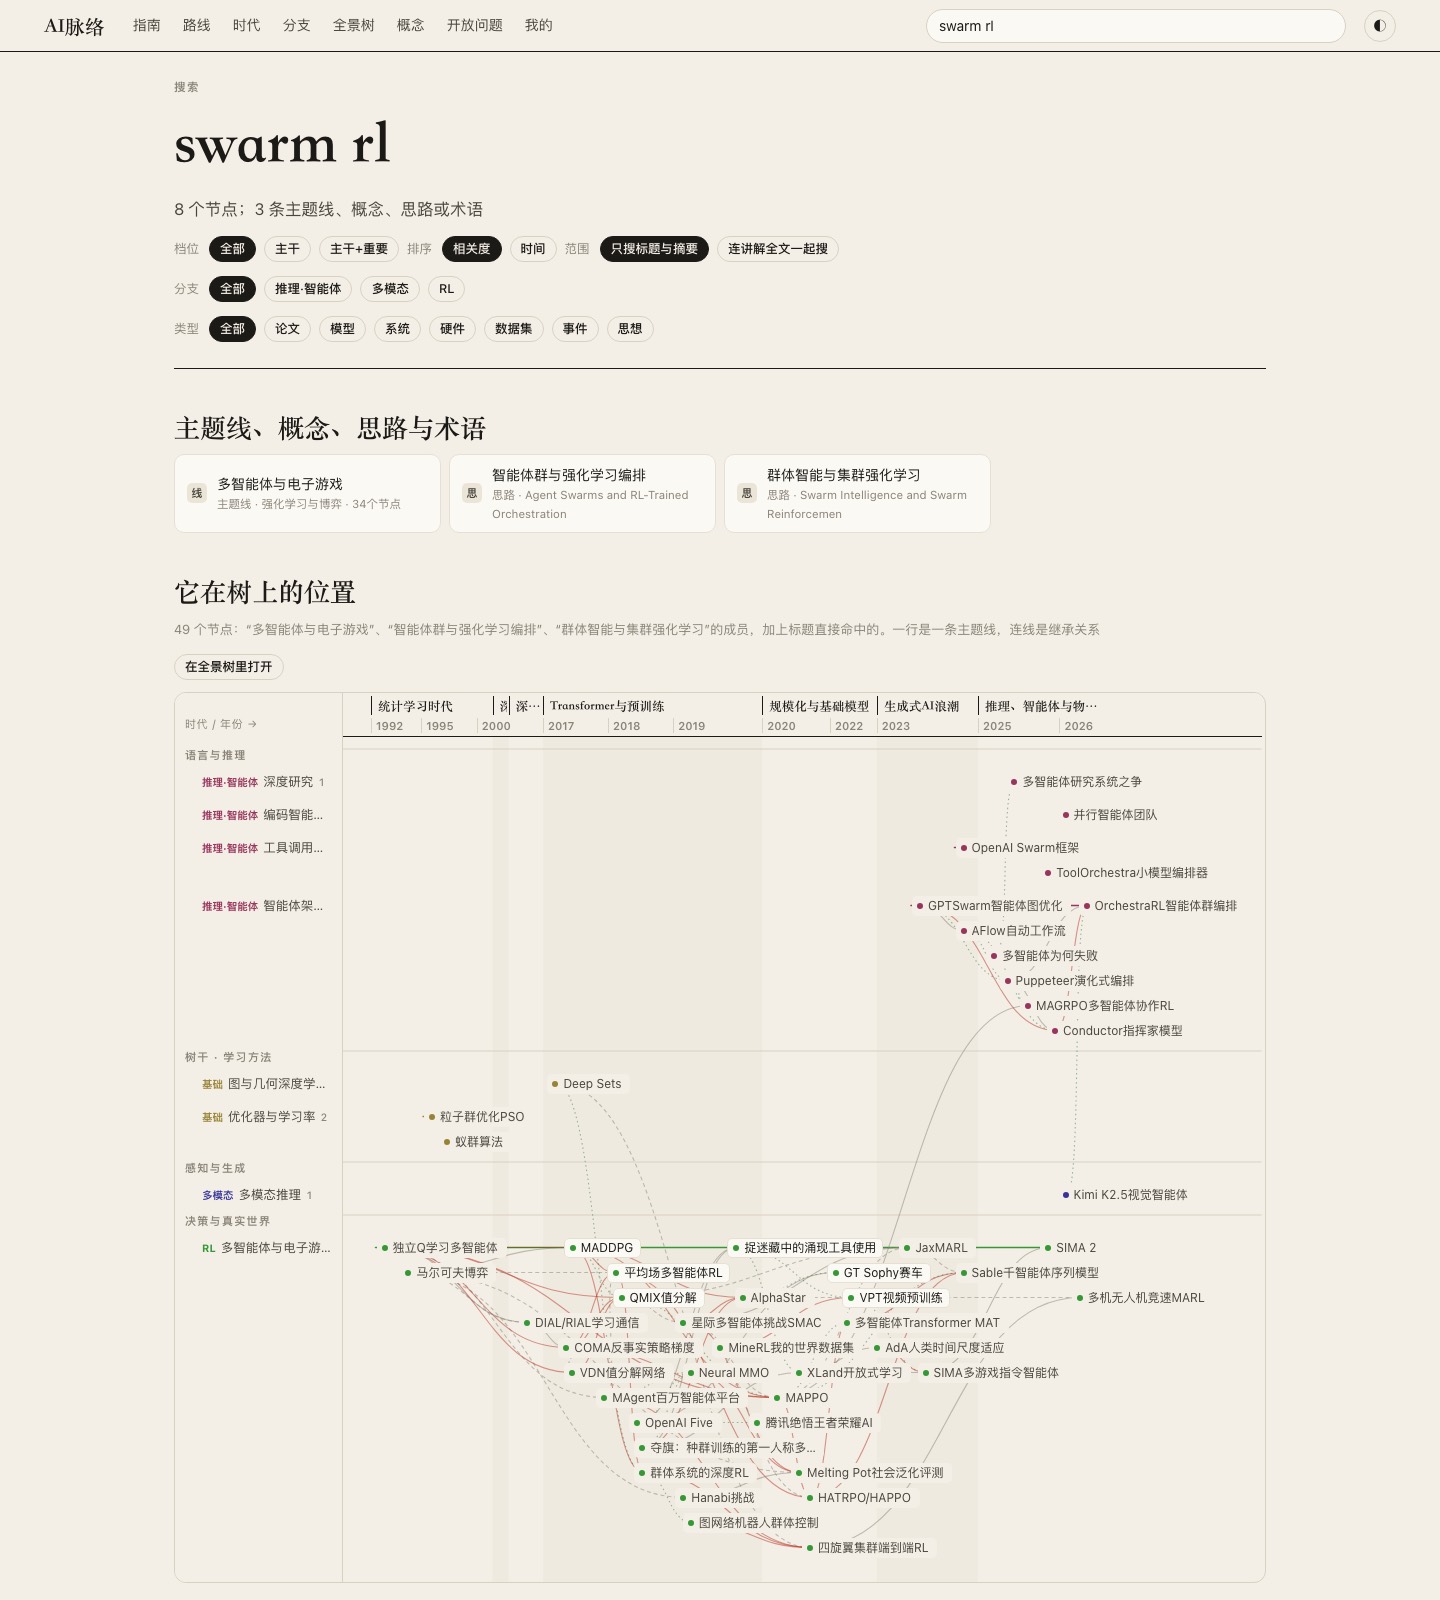 AI脉络 指南 路线 时代 分支 全景树 概念 开放问题 我的 swarm rl
搜索
swarm rl
8 个节点；3 条主题线、概念、思路或术语
档位 全部 主干 主干+重要 排序 相关度 时间 范围 只搜标题与摘要 连讲解全文一起搜
分支 全部 推理·智能体 多模态 RL
类型 全部 论文 模型 系统 硬件 数据集 事件 思想
主题线、概念、思路与术语
线 多智能体与电子游戏
主题线 · 强化学习与博弈 · 34个节点
思 智能体群与强化学习编排
思路 · Agent Swarms and RL-Trained
Orchestration
思 群体智能与集群强化学习
思路 · Swarm Intelligence and Swarm
Reinforcemen
它在树上的位置
49 个节点：“多智能体与电子游戏”、“智能体群与强化学习编排”、“群体智能与集群强化学习”的成员，加上标题直接命中的。一行是一条主题线，连线是继承关系
在全景树里打开
统计学习时代 深… Transformer与预训练 规模化与基础模型 生成式AI浪潮 推理、智能体与物…
时代 / 年份 → 1992 1995 2000 2017 2018 2019 2020 2022 2023 2025 2026
语言与推理
推理·智能体 深度研究 1 多智能体研究系统之争
推理·智能体 编码智能… 并行智能体团队
推理·智能体 工具调用… OpenAI Swarm框架
ToolOrchestra小模型编排器
推理·智能体 智能体架… GPTSwarm智能体图优化 OrchestraRL智能体群编排
AFlow自动工作流
多智能体为何失败
Puppeteer演化式编排
MAGRPO多智能体协作RL
Conductor指挥家模型
树干 · 学习方法
基础 图与几何深度学… Deep Sets
基础 优化器与学习率 2 粒子群优化PSO
蚁群算法
感知与生成
多模态 多模态推理 1 Kimi K2.5视觉智能体
决策与真实世界
RL 多智能体与电子游… 独立Q学习多智能体 MADDPG 捉迷藏中的涌现工具使用 JaxMARL SIMA 2
马尔可夫博弈 平均场多智能体RL GT Sophy赛车 Sable千智能体序列模型
QMIX值分解 AlphaStar VPT视频预训练 多机无人机竞速MARL
DIAL/RIAL学习通信 星际多智能体挑战SMAC 多智能体Transformer MAT
COMA反事实策略梯度 MineRL我的世界数据集 AdA人类时间尺度适应
VDN值分解网络 Neural MMO XLand开放式学习 SIMA多游戏指令智能体
MAgent百万智能体平台 MAPPO
OpenAI Five 腾讯绝悟王者荣耀AI
夺旗：种群训练的第一人称多…
群体系统的深度RL Melting Pot社会泛化评测
Hanabi挑战 HATRPO/HAPPO
图网络机器人群体控制
四旋翼集群端到端RL